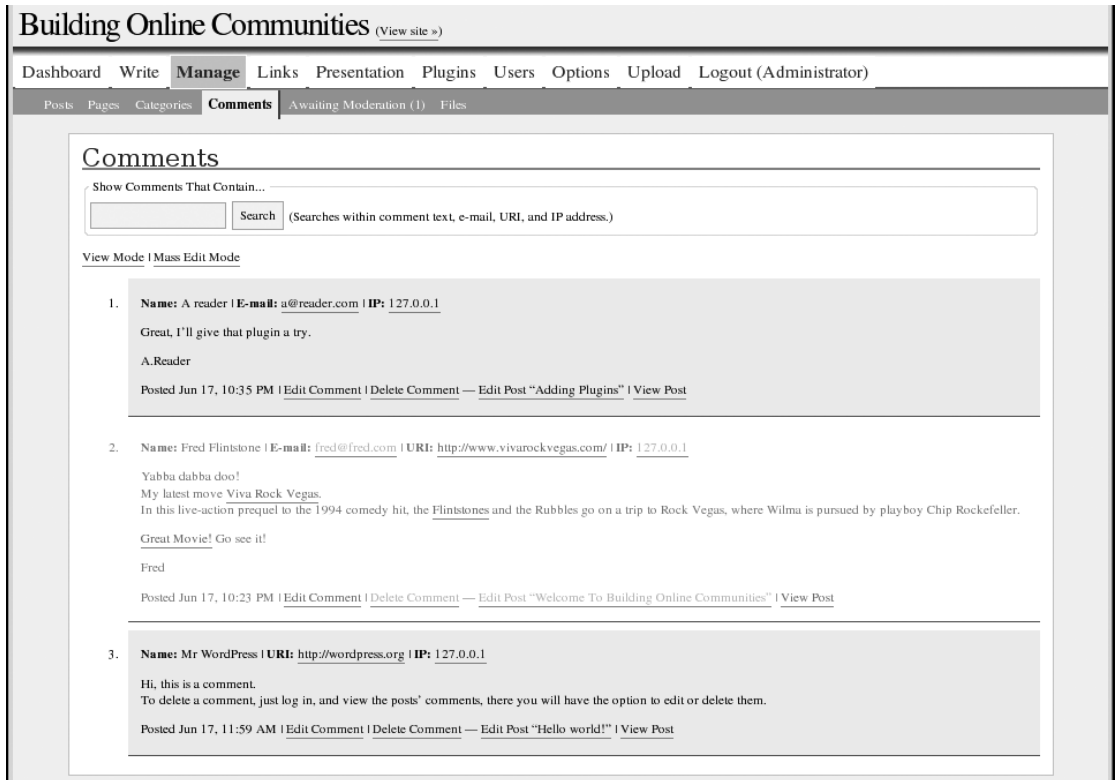 Building Online Communities (View site »)
Dashboard Write Manage Links Presentation Plugins Users Options Upload Logout (Administrator)
Posts Pages Categories Comments Awaiting Moderation (1) Files
Comments
Show Comments That Contain...
Search (Searches within comment text, e-mail, URI, and IP address.)
View Mode | Mass Edit Mode
1. Name: A reader | E-mail: a@reader.com | IP: 127.0.0.1
Great, I'll give that plugin a try.
A.Reader
Posted Jun 17, 10:35 PM | Edit Comment | Delete Comment — Edit Post “Adding Plugins” | View Post
2. Name: Fred Flintstone | E-mail: fred@fred.com | URI: http://www.vivarockvegas.com/ | IP: 127.0.0.1
Yabba dabba doo!
My latest move Viva Rock Vegas.
In this live-action prequel to the 1994 comedy hit, the Flintstones and the Rubbles go on a trip to Rock Vegas, where Wilma is pursued by playboy Chip Rockefeller.
Great Movie! Go see it!
Fred
Posted Jun 17, 10:23 PM | Edit Comment | Delete Comment — Edit Post “Welcome To Building Online Communities” | View Post
3. Name: Mr WordPress | URI: http://wordpress.org | IP: 127.0.0.1
Hi, this is a comment.
To delete a comment, just log in, and view the posts' comments, there you will have the option to edit or delete them.
Posted Jun 17, 11:59 AM | Edit Comment | Delete Comment — Edit Post “Hello world!” | View Post